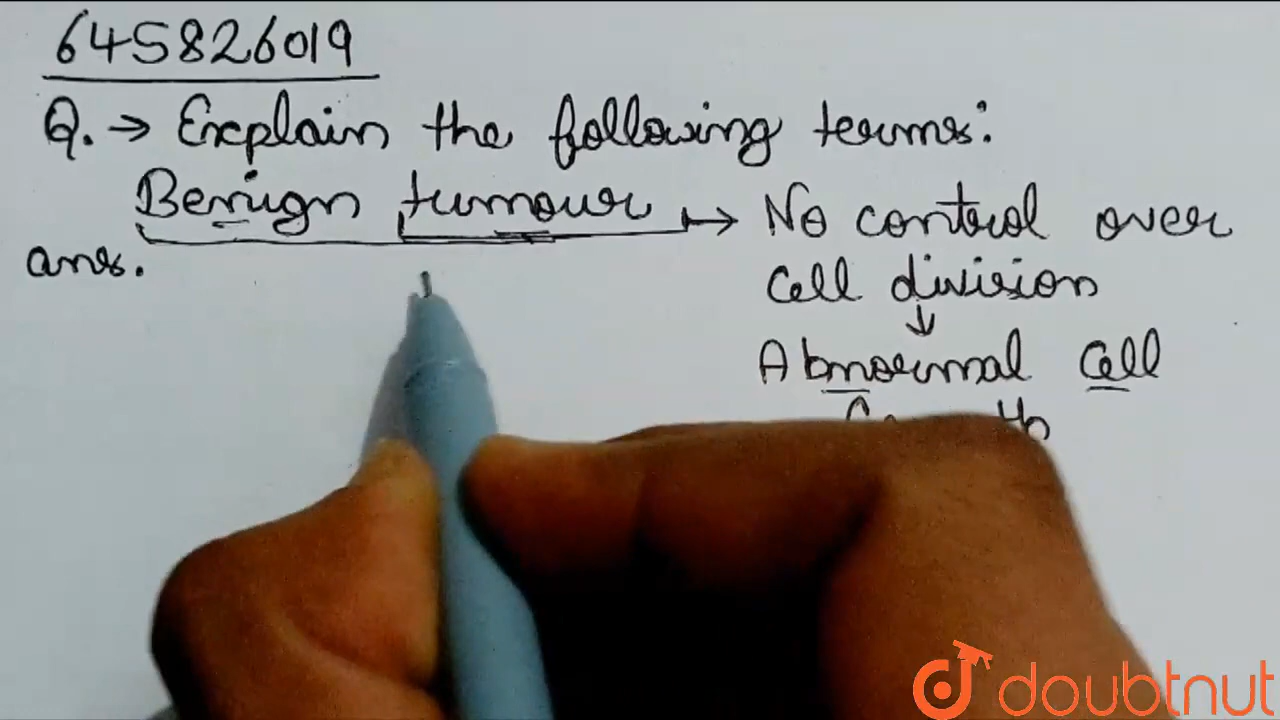 645826019
Q. → Explain the following terms:
Benign tumour → No control over
ans.
cell division
↓
Abnormal cell
doubtnut